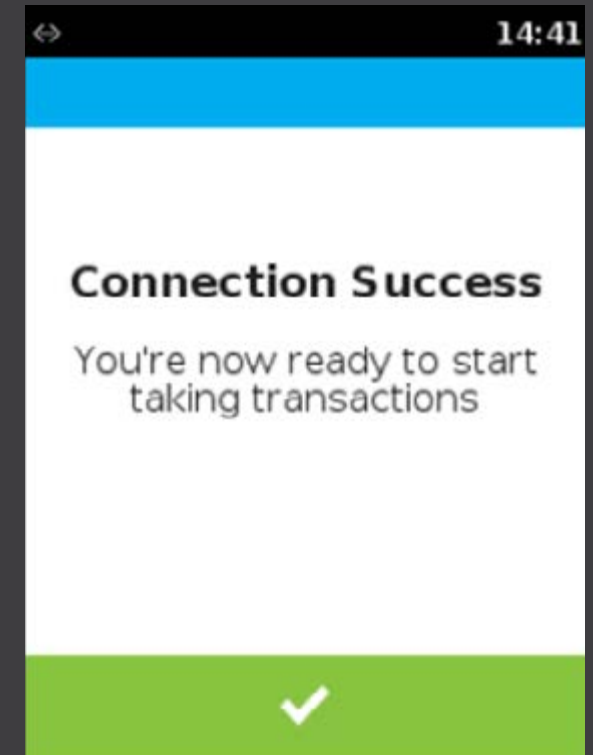 14:41
Connection Success
You're now ready to start
taking transactions